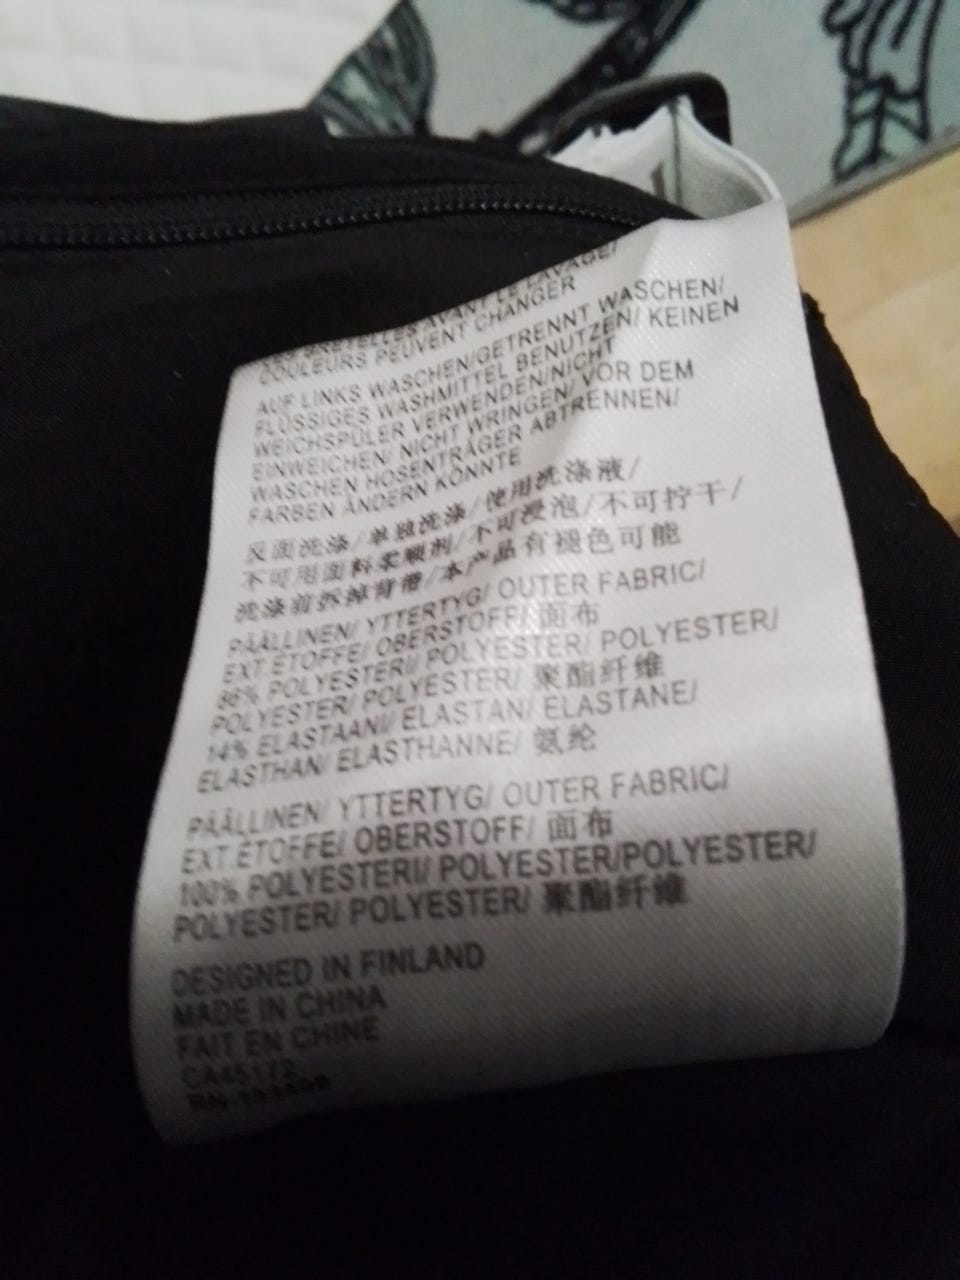 BRETELLES AVANT LE LAVAGE/
COULEURS PEUVENT CHANGER
AUF LINKS WASCHEN/GETRENNT WASCHEN/
FLÜSSIGES WASHMITTEL BENUTZEN/ KEINEN
WEICHSPÜLER VERWENDEN/NICHT
EINWEICHEN/ NICHT WRINGEN/ VOR DEM
WASCHEN HOSENTRÄGER ABTRENNEN/
FARBEN ÄNDERN KÖNNTE
反面洗涤/单独洗涤/使用洗涤液/
不可用面料柔顺剂/不可浸泡/不可拧干/
洗涤前拆掉背带/本产品有褪色可能
PÄÄLLINEN/ YTTERTYG/ OUTER FABRIC/
EXT.ÉTOFFE/ OBERSTOFF/ 面布
86% POLYESTERI/ POLYESTER/ POLYESTER/
POLYESTER/ POLYESTER/ 聚酯纤维
14% ELASTAANI/ ELASTAN/ ELASTANE/
ELASTHAN/ ELASTHANNE/ 氨纶
PÄÄLLINEN/ YTTERTYG/ OUTER FABRIC/
EXT.ÉTOFFE/ OBERSTOFF/ 面布
100% POLYESTERI/ POLYESTER/POLYESTER/
POLYESTER/ POLYESTER/ 聚酯纤维
DESIGNED IN FINLAND
MADE IN CHINA
FAIT EN CHINE
CA45172